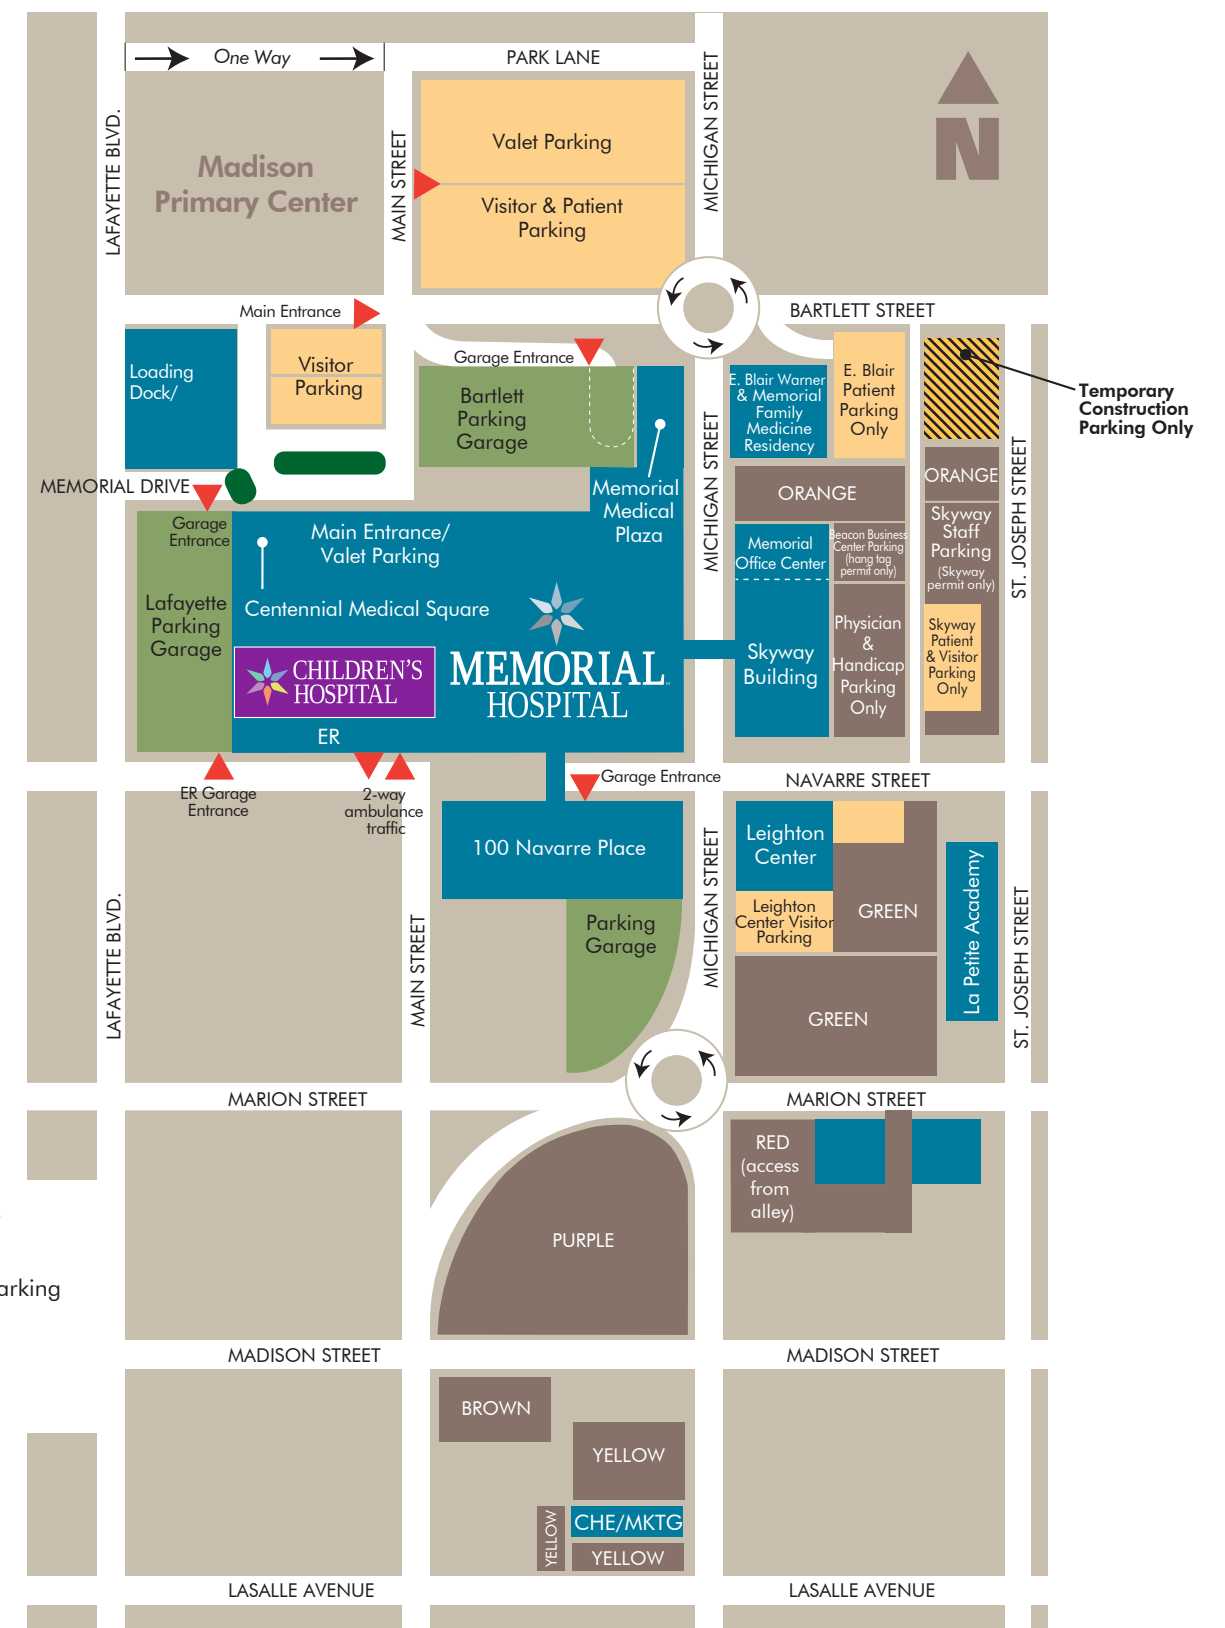 One Way
PARK LANE
MICHIGAN STREET
LAFAYETTE BLVD.
MAIN STREET
Madison
Primary Center
Valet Parking
Visitor & Patient
Parking
N
Main Entrance
BARTLETT STREET
Loading
Dock/
Visitor
Parking
Garage Entrance
Bartlett
Parking
Garage
E. Blair Warner
& Memorial
Family
Medicine
Residency
E. Blair
Patient
Parking
Only
Temporary
Construction
Parking Only
MICHIGAN STREET
ST. JOSEPH STREET
MEMORIAL DRIVE
Garage
Entrance
Main Entrance/
Valet Parking
Memorial
Medical
Plaza
ORANGE
ORANGE
Skyway
Staff
Parking
(Skyway
permit only)
Memorial
Office Center
Beacon Business
Center Parking
(hang tag
permit only)
Lafayette
Parking
Garage
Centennial Medical Square
CHILDREN'S
HOSPITAL
MEMORIAL
HOSPITAL
ER
Skyway
Building
Physician
&
Handicap
Parking
Only
Skyway
Patient
& Visitor
Parking
Only
ER Garage
Entrance
2-way
ambulance
traffic
Garage Entrance
NAVARRE STREET
100 Navarre Place
Parking
Garage
Leighton
Center
Leighton
Center Visitor
Parking
GREEN
La Petite Academy
GREEN
LAFAYETTE BLVD.
MAIN STREET
MICHIGAN STREET
ST. JOSEPH STREET
MARION STREET
MARION STREET
RED
(access
from
alley)
PURPLE
arking
MADISON STREET
MADISON STREET
BROWN
YELLOW
YELLOW
CHE/MKTG
YELLOW
LASALLE AVENUE
LASALLE AVENUE